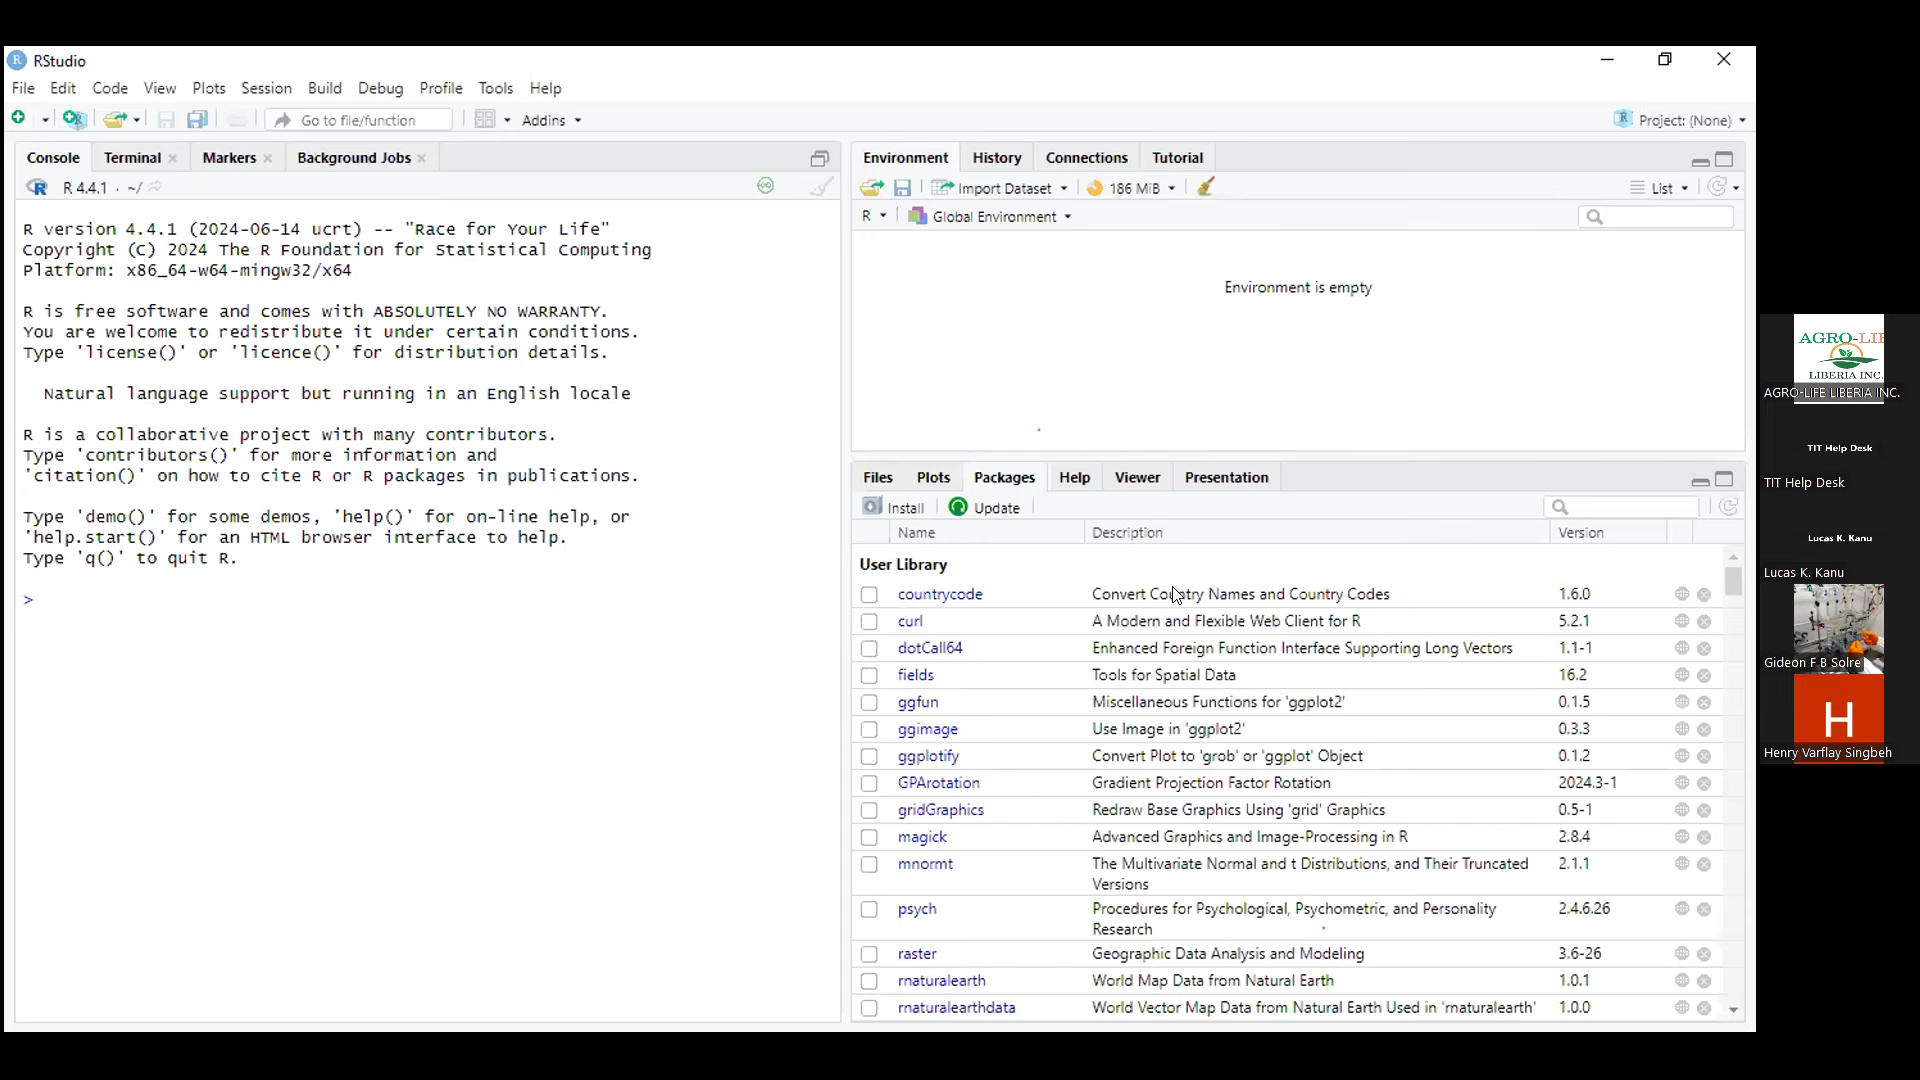 RStudio
File Edit Code View Plots Session Build Debug Profile Tools Help
Go to file/function Addins Project: (None)
Console Terminal Markers Background Jobs
R 4.4.1 · ~/
R version 4.4.1 (2024-06-14 ucrt) -- "Race for Your Life"
Copyright (C) 2024 The R Foundation for Statistical Computing
Platform: x86_64-w64-mingw32/x64
R is free software and comes with ABSOLUTELY NO WARRANTY.
You are welcome to redistribute it under certain conditions.
Type 'license()' or 'licence()' for distribution details.
Natural language support but running in an English locale
R is a collaborative project with many contributors.
Type 'contributors()' for more information and
'citation()' on how to cite R or R packages in publications.
Type 'demo()' for some demos, 'help()' for on-line help, or
'help.start()' for an HTML browser interface to help.
Type 'q()' to quit R.
>
Environment History Connections Tutorial
Import Dataset 186 MiB List
R Global Environment
Environment is empty
Files Plots Packages Help Viewer Presentation
Install Update
Name Description Version
User Library
countrycode Convert Country Names and Country Codes 1.6.0
curl A Modern and Flexible Web Client for R 5.2.1
dotCall64 Enhanced Foreign Function Interface Supporting Long Vectors 1.1-1
fields Tools for Spatial Data 16.2
ggfun Miscellaneous Functions for 'ggplot2' 0.1.5
ggimage Use Image in 'ggplot2' 0.3.3
ggplotify Convert Plot to 'grob' or 'ggplot' Object 0.1.2
GPArotation Gradient Projection Factor Rotation 2024.3-1
gridGraphics Redraw Base Graphics Using 'grid' Graphics 0.5-1
magick Advanced Graphics and Image-Processing in R 2.8.4
mnormt The Multivariate Normal and t Distributions, and Their Truncated 2.1.1
Versions
psych Procedures for Psychological, Psychometric, and Personality 2.4.6.26
Research
raster Geographic Data Analysis and Modeling 3.6-26
rnaturalearth World Map Data from Natural Earth 1.0.1
rnaturalearthdata World Vector Map Data from Natural Earth Used in 'rnaturalearth' 1.0.0
AGRO-LIF
LIBERIA INC.
AGRO-LIFE LIBERIA INC.
TIT Help Desk
TIT Help Desk
Lucas K. Kanu
Lucas K. Kanu
Gideon F B Solre
H
Henry Varflay Singbeh